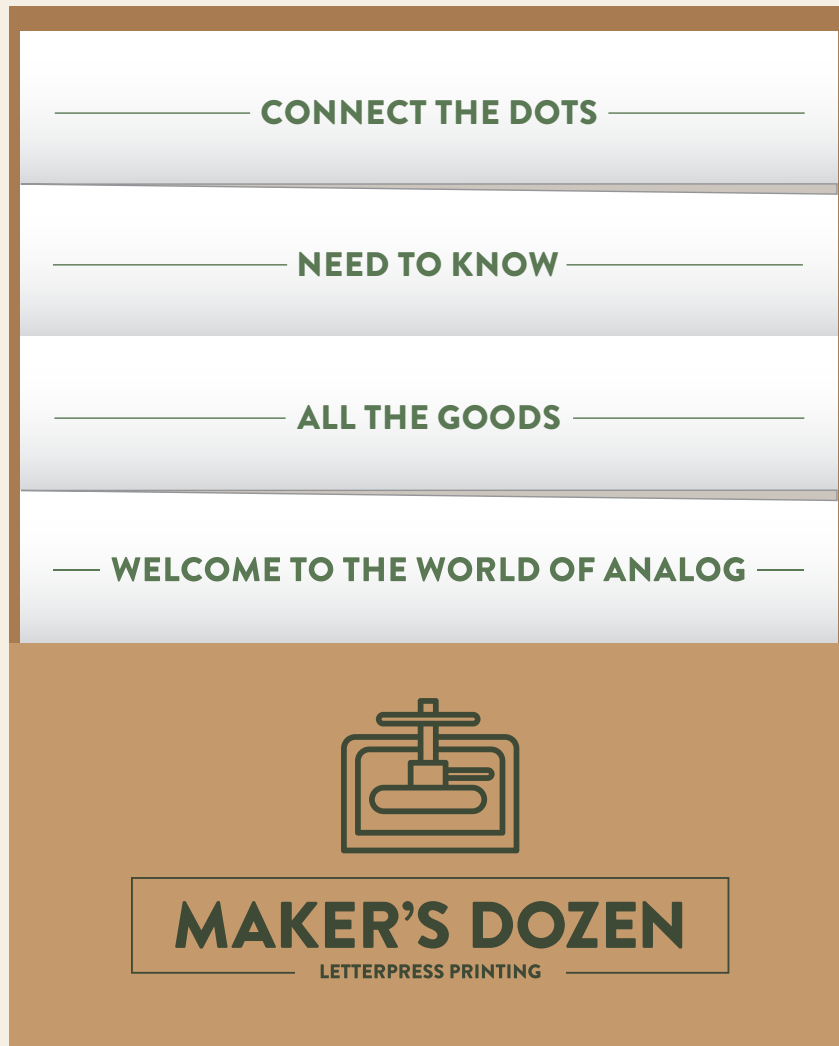 CONNECT THE DOTS
NEED TO KNOW
ALL THE GOODS
WELCOME TO THE WORLD OF ANALOG
MAKER’S DOZEN
LETTERPRESS PRINTING